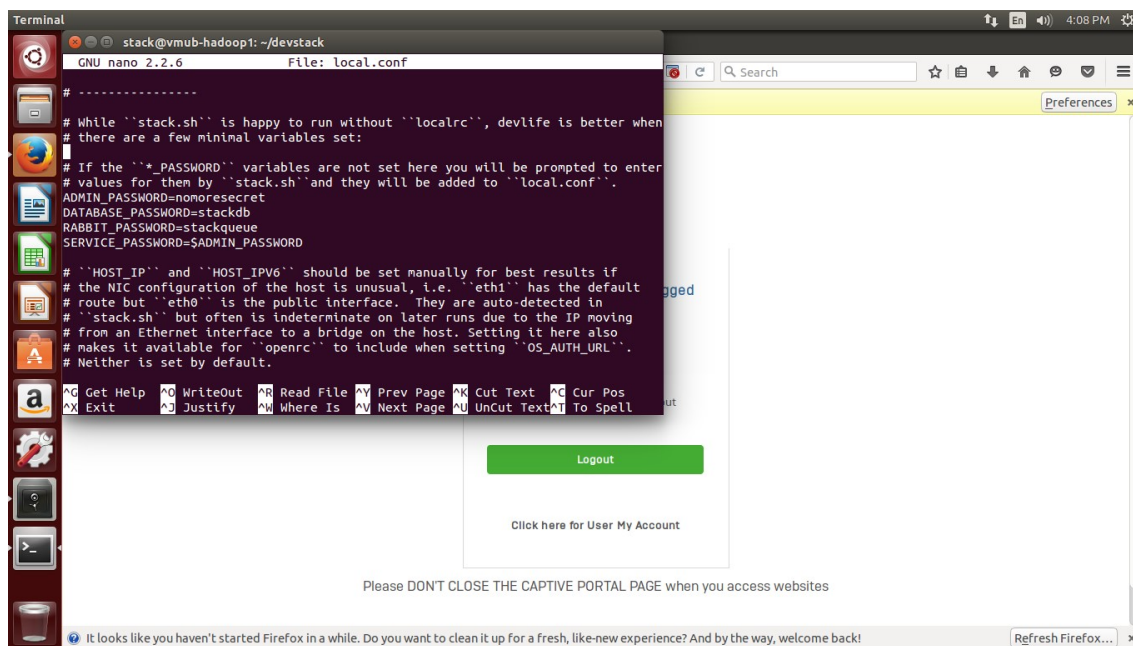 Terminal
En
4:08 PM
stack@vmub-hadoop1: ~/devstack
GNU nano 2.2.6 File: local.conf
# ----------------
# While ``stack.sh`` is happy to run without ``localrc``, devlife is better when
# there are a few minimal variables set:
# If the ``*_PASSWORD`` variables are not set here you will be prompted to enter
# values for them by ``stack.sh``and they will be added to ``local.conf``.
ADMIN_PASSWORD=nomoresecret
DATABASE_PASSWORD=stackdb
RABBIT_PASSWORD=stackqueue
SERVICE_PASSWORD=$ADMIN_PASSWORD
# ``HOST_IP`` and ``HOST_IPV6`` should be set manually for best results if
# the NIC configuration of the host is unusual, i.e. ``eth1`` has the default
# route but ``eth0`` is the public interface.  They are auto-detected in
# ``stack.sh`` but often is indeterminate on later runs due to the IP moving
# from an Ethernet interface to a bridge on the host. Setting it here also
# makes it available for ``openrc`` to include when setting ``OS_AUTH_URL``.
# Neither is set by default.
^G Get Help ^O WriteOut ^R Read File ^Y Prev Page ^K Cut Text ^C Cur Pos
^X Exit ^J Justify ^W Where Is ^V Next Page ^U UnCut Text ^T To Spell
Search
Preferences
gged
ut
Logout
Click here for User My Account
Please DON'T CLOSE THE CAPTIVE PORTAL PAGE when you access websites
It looks like you haven't started Firefox in a while. Do you want to clean it up for a fresh, like-new experience? And by the way, welcome back!
Refresh Firefox...